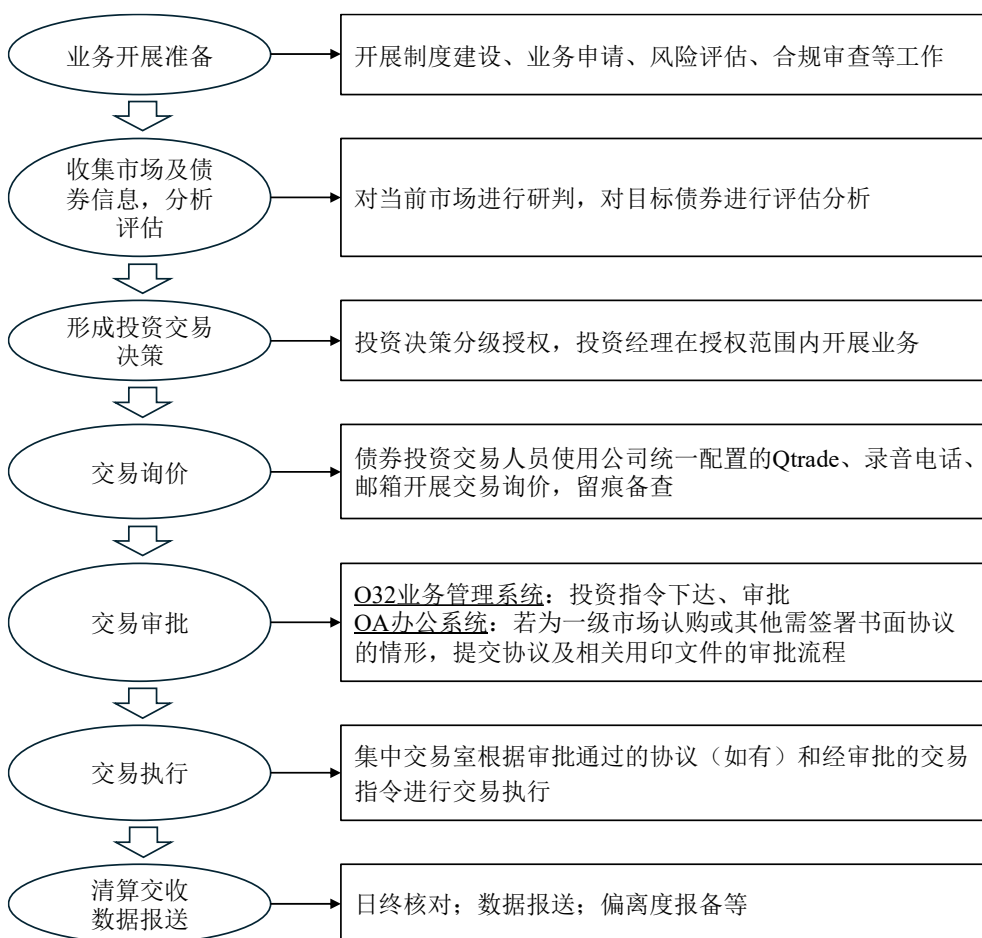 业务开展准备
开展制度建设、业务申请、风险评估、合规审查等工作
收集市场及债
券信息，分析
评估
对当前市场进行研判，对目标债券进行评估分析
形成投资交易
决策
投资决策分级授权，投资经理在授权范围内开展业务
交易询价
债券投资交易人员使用公司统一配置的Qtrade、录音电话、
邮箱开展交易询价，留痕备查
交易审批
O32业务管理系统：投资指令下达、审批
OA办公系统：若为一级市场认购或其他需签署书面协议
的情形，提交协议及相关用印文件的审批流程
交易执行
集中交易室根据审批通过的协议（如有）和经审批的交易
指令进行交易执行
清算交收
数据报送
日终核对；数据报送；偏离度报备等